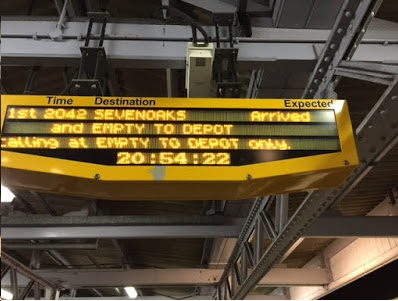 Time Destination Expected
1st 2042 SEVENOAKS Arrived
and EMPTY TO DEPOT
Calling at EMPTY TO DEPOT only.
20:54:22